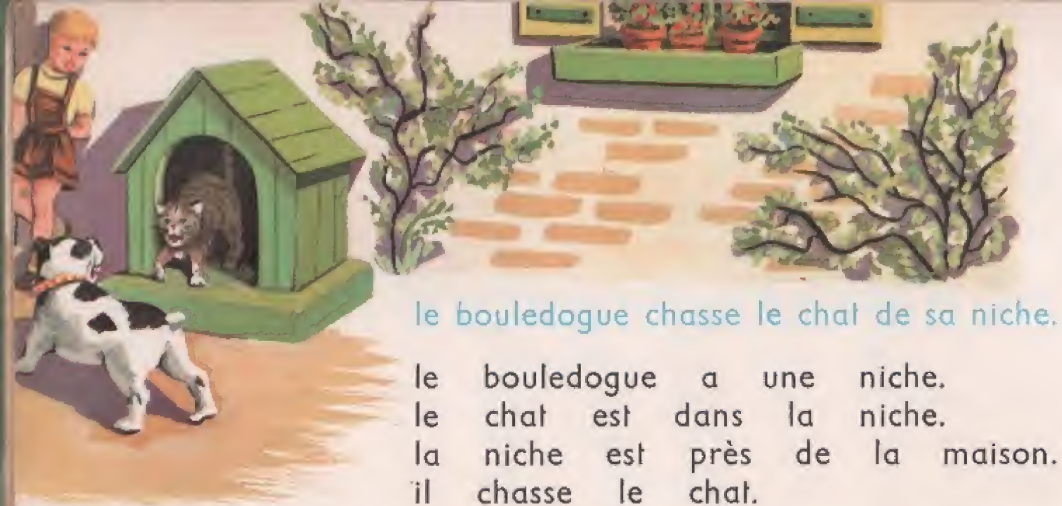 le bouledogue chasse le chat de sa niche.
le bouledogue a une niche.
le chat est dans la niche.
la niche est près de la maison.
il chasse le chat.